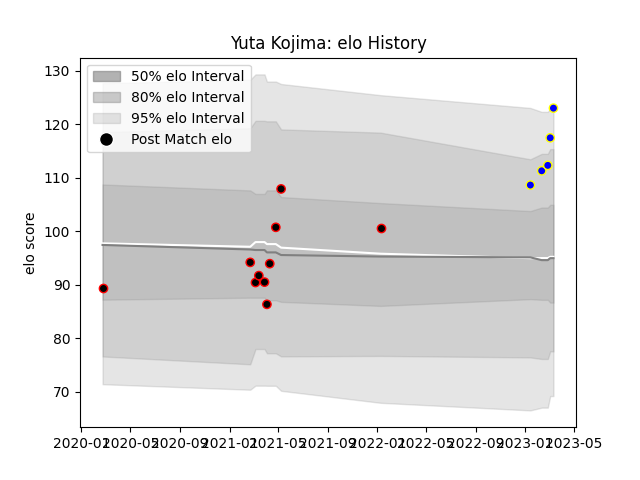 Yuta Kojima: elo History
50% elo Interval
80% elo Interval
95% elo Interval
Post Match elo
elo score
130
120
110
100
90
80
70
2020-01 2020-05 2020-09 2021-01 2021-05 2021-09 2022-01 2022-05 2022-09 2023-01 2023-05